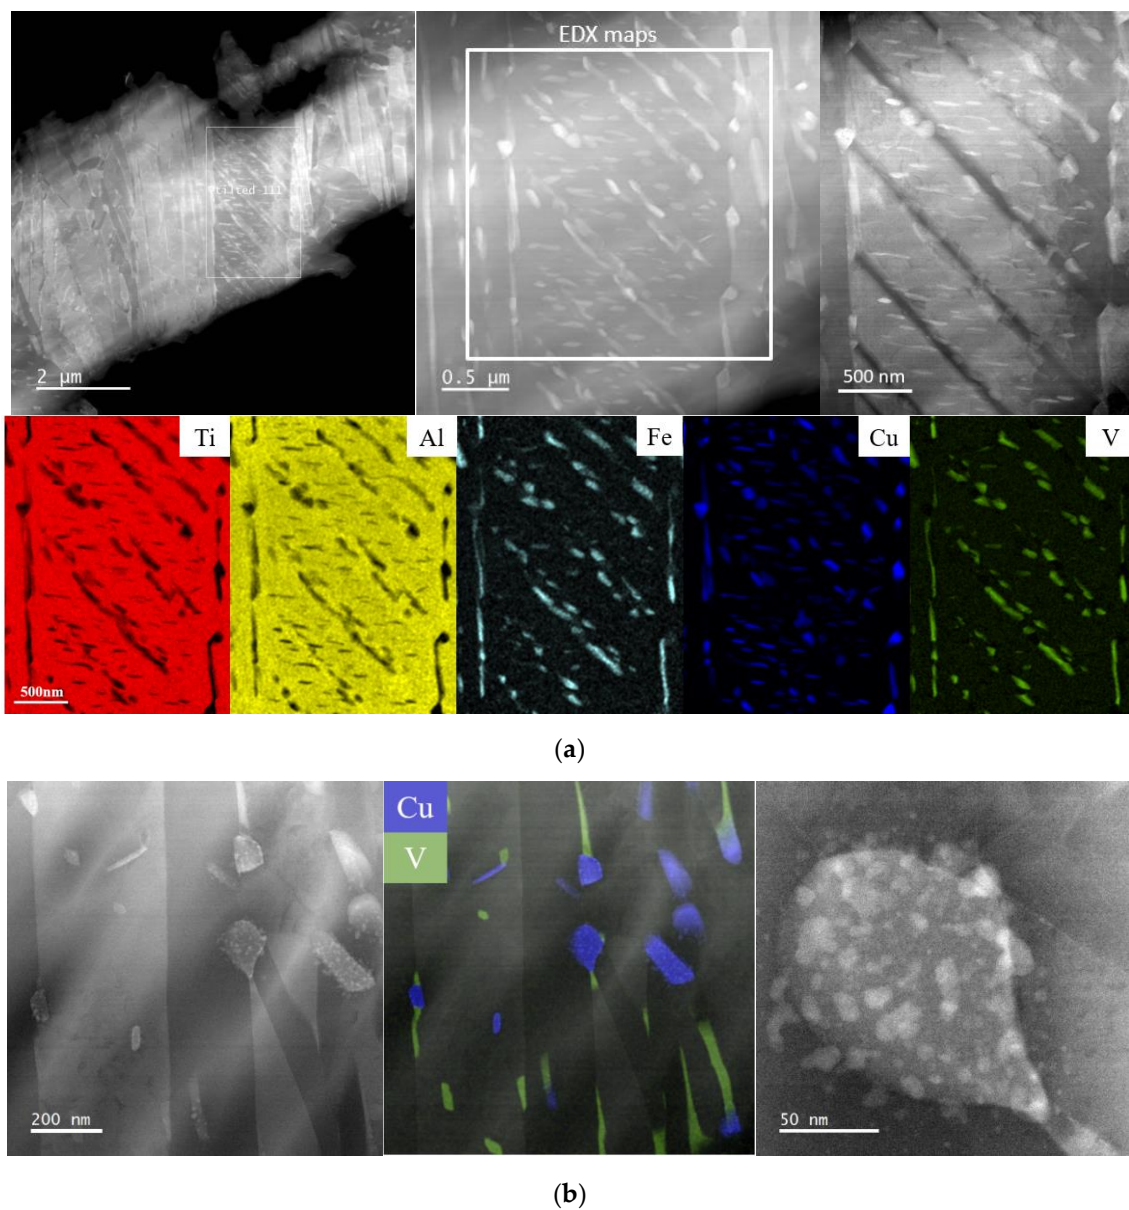 EDX maps
tilted 111
2 μm
0.5 μm
500 nm
Ti
Al
Fe
Cu
V
500nm
(a)
Cu
V
200 nm
50 nm
(b)